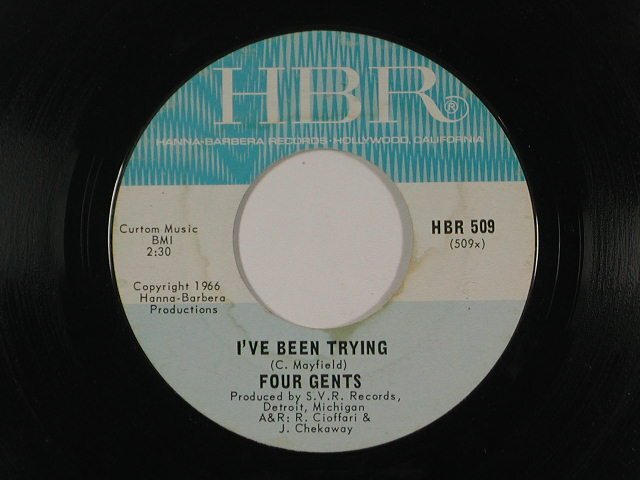 HBR®
HANNA-BARBERA RECORDS • HOLLYWOOD, CALIFORNIA
Curtom Music
BMI
2:30
HBR 509
(509x)
Copyright 1966
Hanna-Barbera
Productions
I'VE BEEN TRYING
(C. Mayfield)
FOUR GENTS
Produced by S.V.R. Records,
Detroit, Michigan
A&R: R. Cioffari &
J. Chekaway